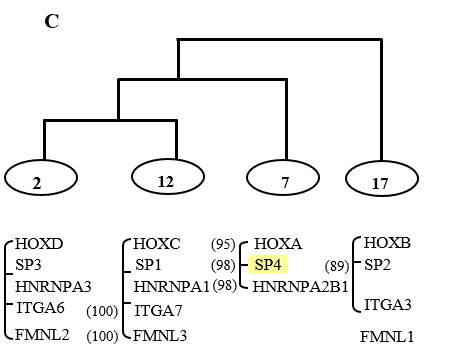 C
2 12 7 17
HOXD HOXC (95) HOXA HOXB
SP3 SP1 (98) SP4 (89) SP2
HNRNPA3 HNRNPA1 (98) HNRNPA2B1
ITGA6 (100) ITGA7 ITGA3
FMNL2 (100) FMNL3 FMNL1